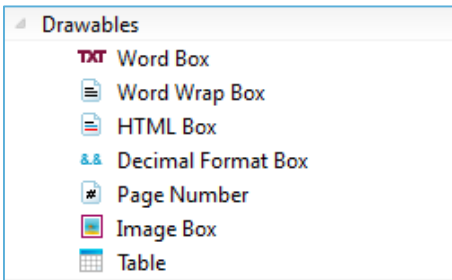 Drawables
TXT Word Box
Word Wrap Box
HTML Box
&.& Decimal Format Box
# Page Number
Image Box
Table